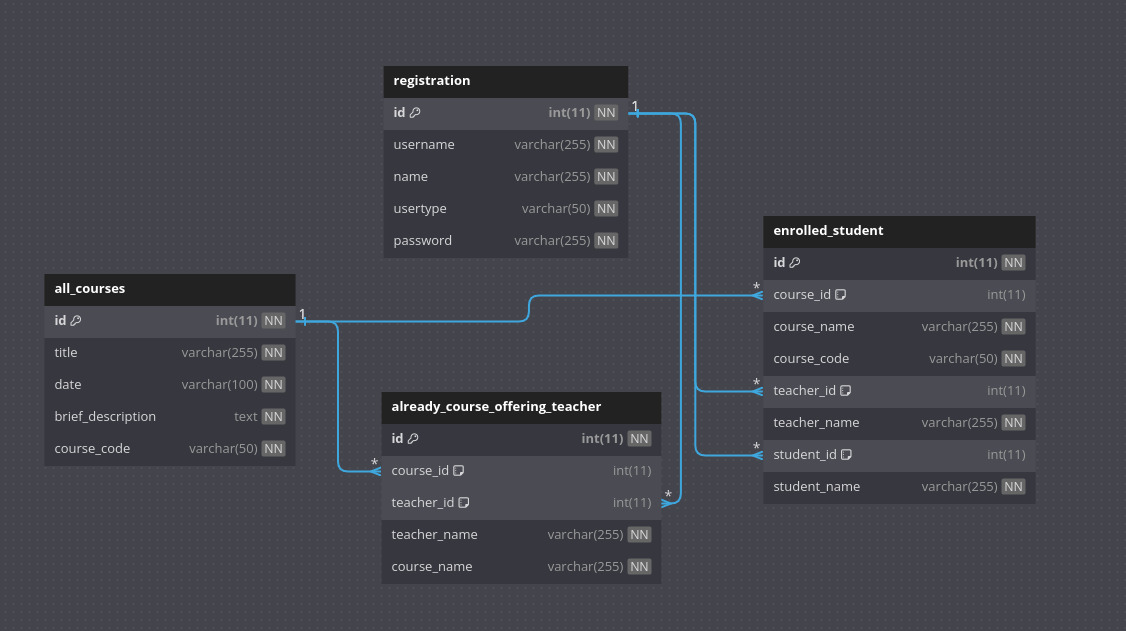 registration
id int(11) NN
username varchar(255) NN
name varchar(255) NN
usertype varchar(50) NN
password varchar(255) NN
1
all_courses
id int(11) NN
title varchar(255) NN
date varchar(100) NN
brief_description text NN
course_code varchar(50) NN
1
already_course_offering_teacher
id int(11) NN
* course_id int(11)
teacher_id int(11) *
teacher_name varchar(255) NN
course_name varchar(255) NN
enrolled_student
id int(11) NN
* course_id int(11)
course_name varchar(255) NN
course_code varchar(50) NN
* teacher_id int(11)
teacher_name varchar(255) NN
* student_id int(11)
student_name varchar(255) NN